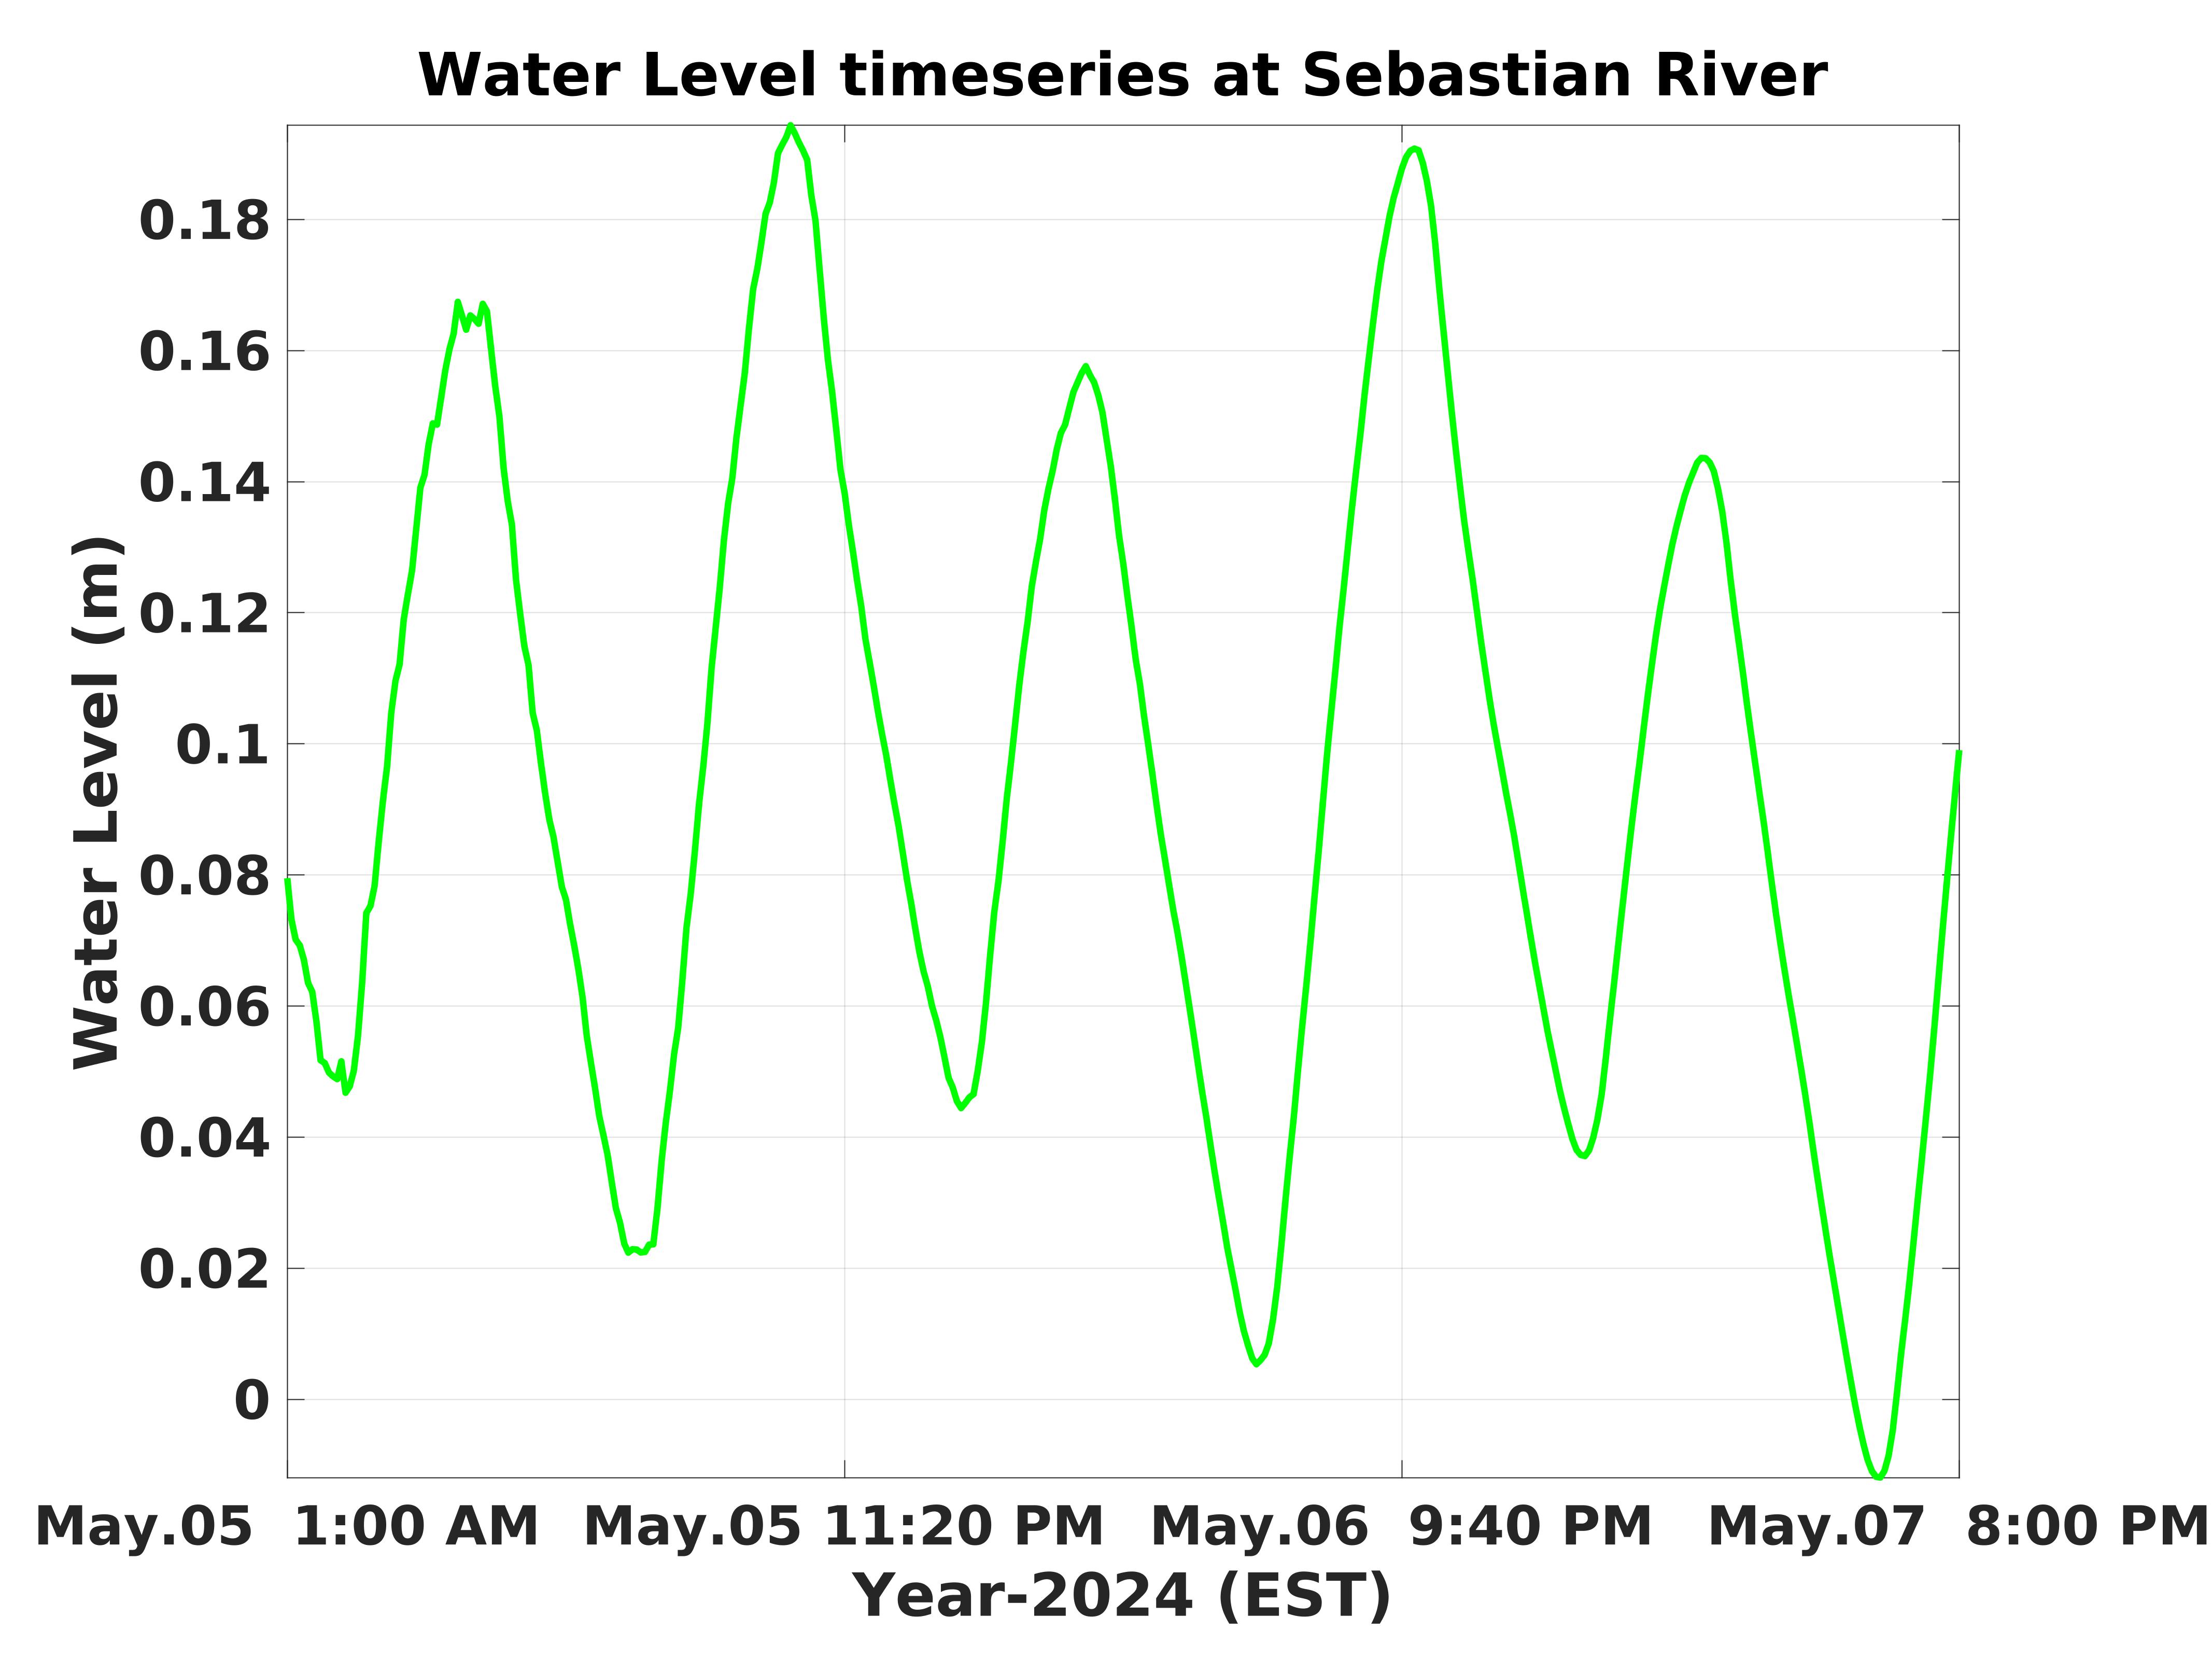 Water Level timeseries at Sebastian River
Water Level (m)
0.18
0.16
0.14
0.12
0.1
0.08
0.06
0.04
0.02
0
May.05 1:00 AM May.05 11:20 PM May.06 9:40 PM May.07 8:00 PM
Year-2024 (EST)